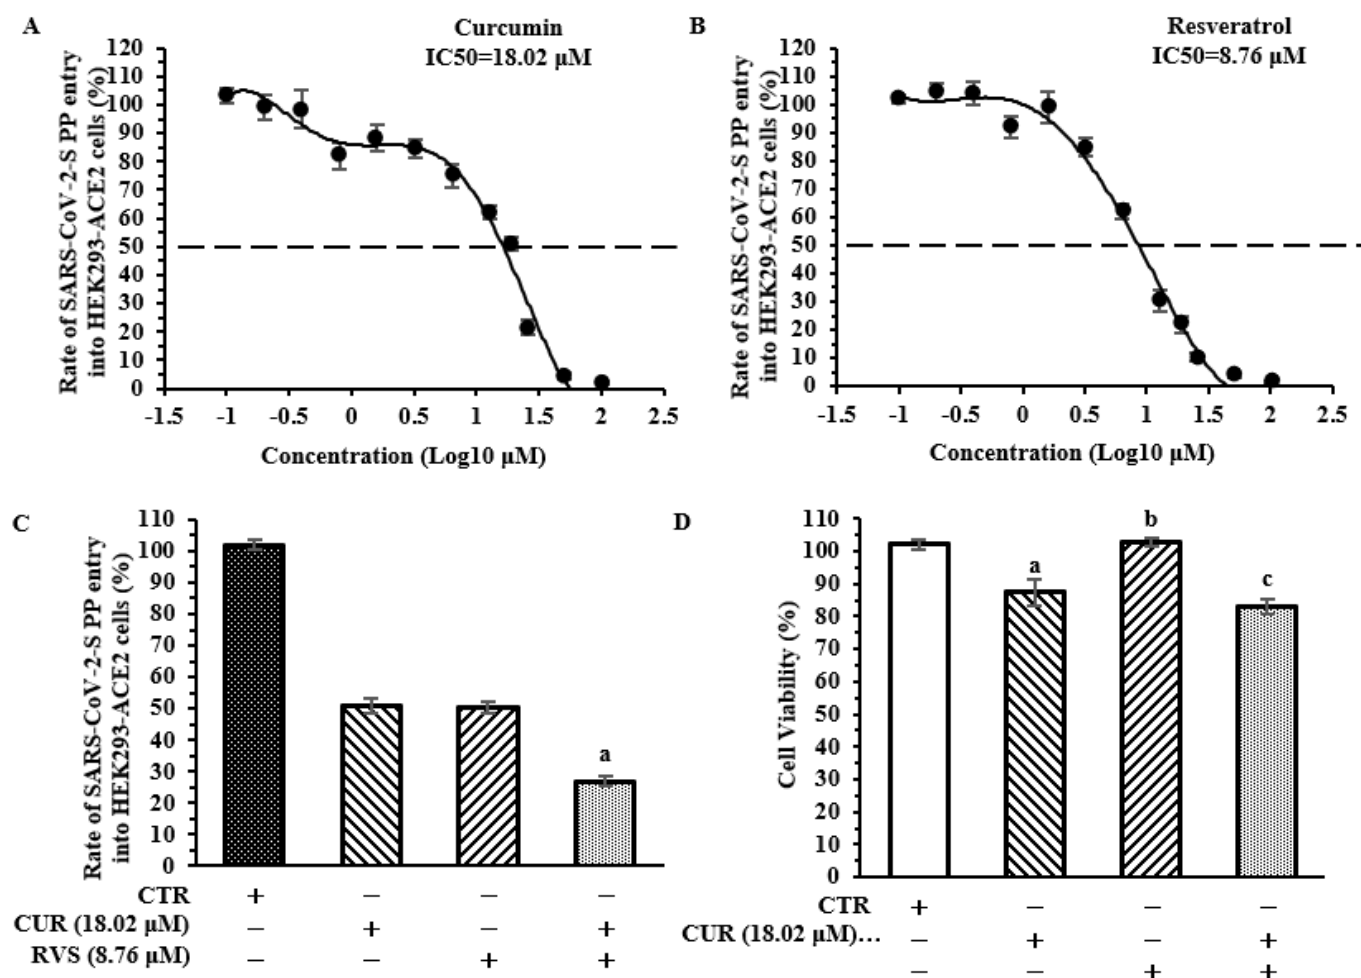 A
Curcumin
IC50=18.02 µM
Rate of SARS-CoV-2-S PP entry
into HEK293-ACE2 cells (%)
120
110
100
90
80
70
60
50
40
30
20
10
0
-1.5 -1 -0.5 0 0.5 1 1.5 2 2.5
Concentration (Log10 µM)
B
Resveratrol
IC50=8.76 µM
Rate of SARS-CoV-2-S PP entry
into HEK293-ACE2 cells (%)
120
110
100
90
80
70
60
50
40
30
20
10
0
-1.5 -1 -0.5 0 0.5 1 1.5 2 2.5
Concentration (Log10 µM)
C
Rate of SARS-CoV-2-S PP entry
into HEK293-ACE2 cells (%)
110
100
90
80
70
60
50
40
30
20
10
0
a
CTR + – – –
CUR (18.02 µM) – + – +
RVS (8.76 µM) – – + +
D
Cell Viability (%)
110
100
90
80
70
60
50
40
30
20
10
0
a
b
c
CTR + – – –
CUR (18.02 µM)… – + – +
– – + +